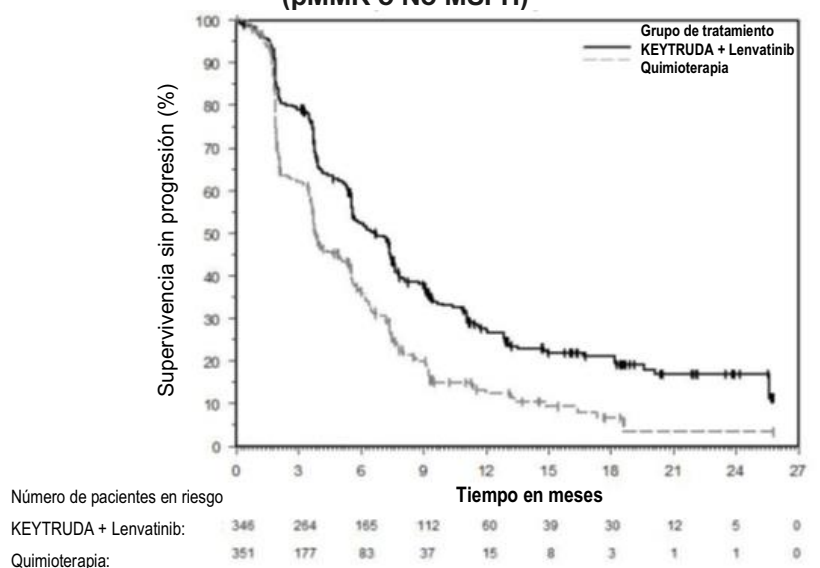 (pMMR o No MSI-H)
Grupo de tratamiento
KEYTRUDA + Lenvatinib
Quimioterapia
Supervivencia sin progresión (%)
100
90
80
70
60
50
40
30
20
10
0
0 3 6 9 12 15 18 21 24 27
Tiempo en meses
Número de pacientes en riesgo
KEYTRUDA + Lenvatinib: 346 264 165 112 60 39 30 12 5 0
Quimioterapia: 351 177 83 37 15 8 3 1 1 0